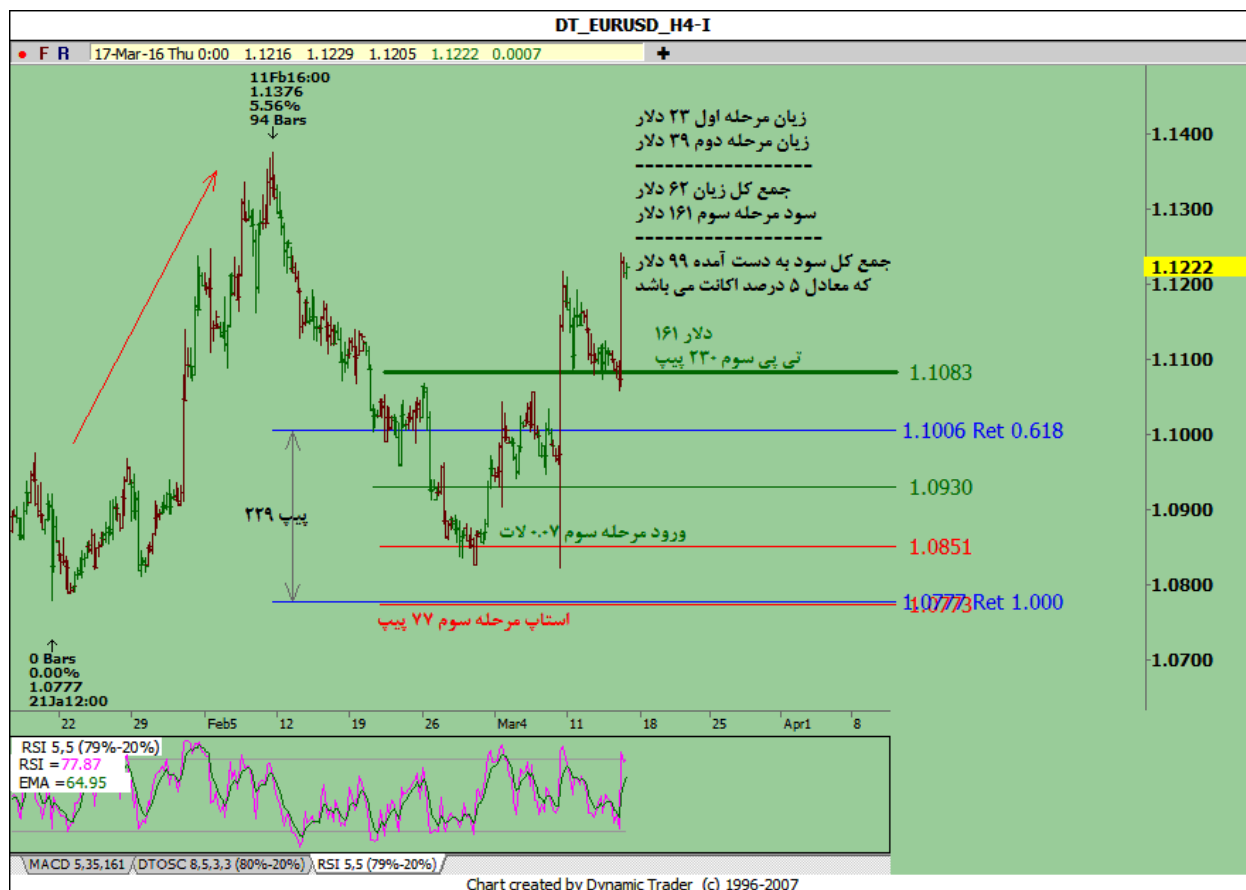 DT_EURUSD_H4-I
F R 17-Mar-16 Thu 0:00 1.1216 1.1229 1.1205 1.1222 0.0007
11Fb16:00
1.1376
5.56%
94 Bars
زیان مرحله اول ۲۳ دلار
زیان مرحله دوم ۳۹ دلار
------------------
جمع کل زیان ۶۲ دلار
سود مرحله سوم ۱۶۱ دلار
-------------------
جمع کل سود به دست آمده ۹۹ دلار
که معادل ۵ درصد اکانت می باشد
دلار ۱۶۱
تی پی سوم ۲۳۰ پیپ
1.1083
1.1006 Ret 0.618
1.0930
پیپ ۲۲۹
ورود مرحله سوم ۰.۰۷ لات
1.0851
1.0777 Ret 1.000
1.0773
استاپ مرحله سوم ۷۷ پیپ
0 Bars
0.00%
1.0777
21Ja12:00
1.1400
1.1300
1.1222
1.1200
1.1100
1.1000
1.0900
1.0800
1.0700
22 29 Feb5 12 19 26 Mar4 11 18 25 Apr1 8
RSI 5,5 (79%-20%)
RSI =77.87
EMA =64.95
MACD 5,35,161 DTOSC 8,5,3,3 (80%-20%) RSI 5,5 (79%-20%)
Chart created by Dynamic Trader (c) 1996-2007